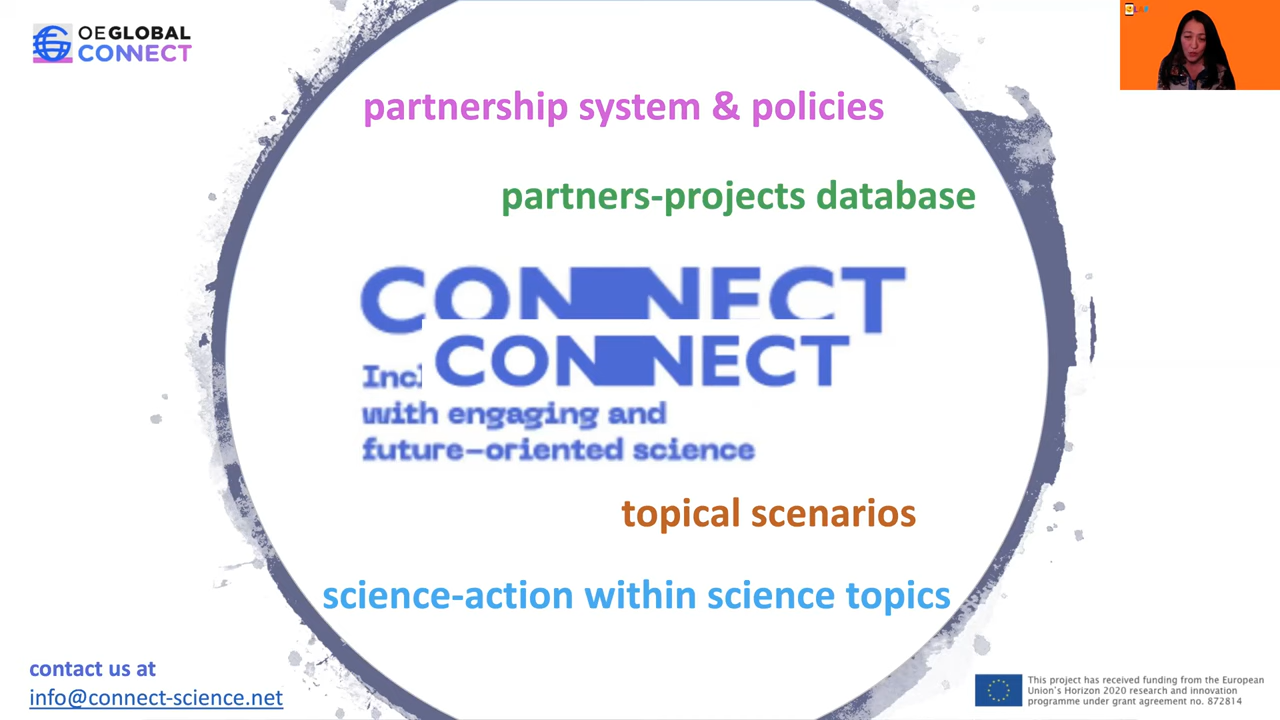 OEGLOBAL
CONNECT
partnership system & policies
partners-projects database
CONNECT
CONNECT
Incl
with engaging and
future-oriented science
topical scenarios
science-action within science topics
contact us at
info@connect-science.net
This project has received funding from the European
Union's Horizon 2020 research and innovation
programme under grant agreement no. 872814